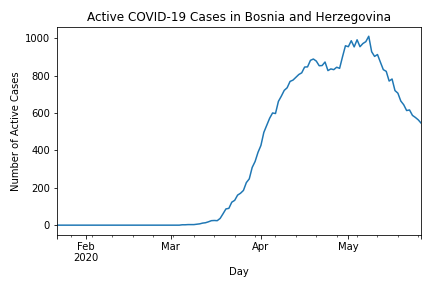 Active COVID-19 Cases in Bosnia and Herzegovina
Number of Active Cases
1000
800
600
400
200
0
Feb
2020
Mar
Apr
May
Day